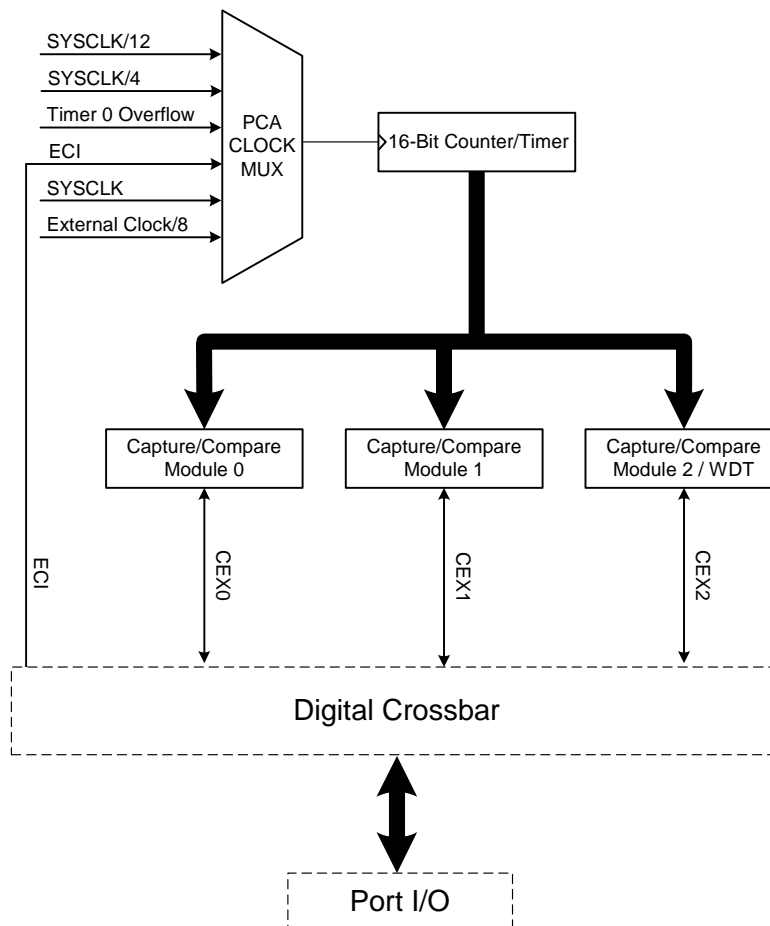 SYSCLK/12
SYSCLK/4
Timer 0 Overflow
ECI
SYSCLK
External Clock/8
PCA
CLOCK
MUX
16-Bit Counter/Timer
Capture/Compare
Module 0
Capture/Compare
Module 1
Capture/Compare
Module 2 / WDT
ECI
CEX0
CEX1
CEX2
Digital Crossbar
Port I/O